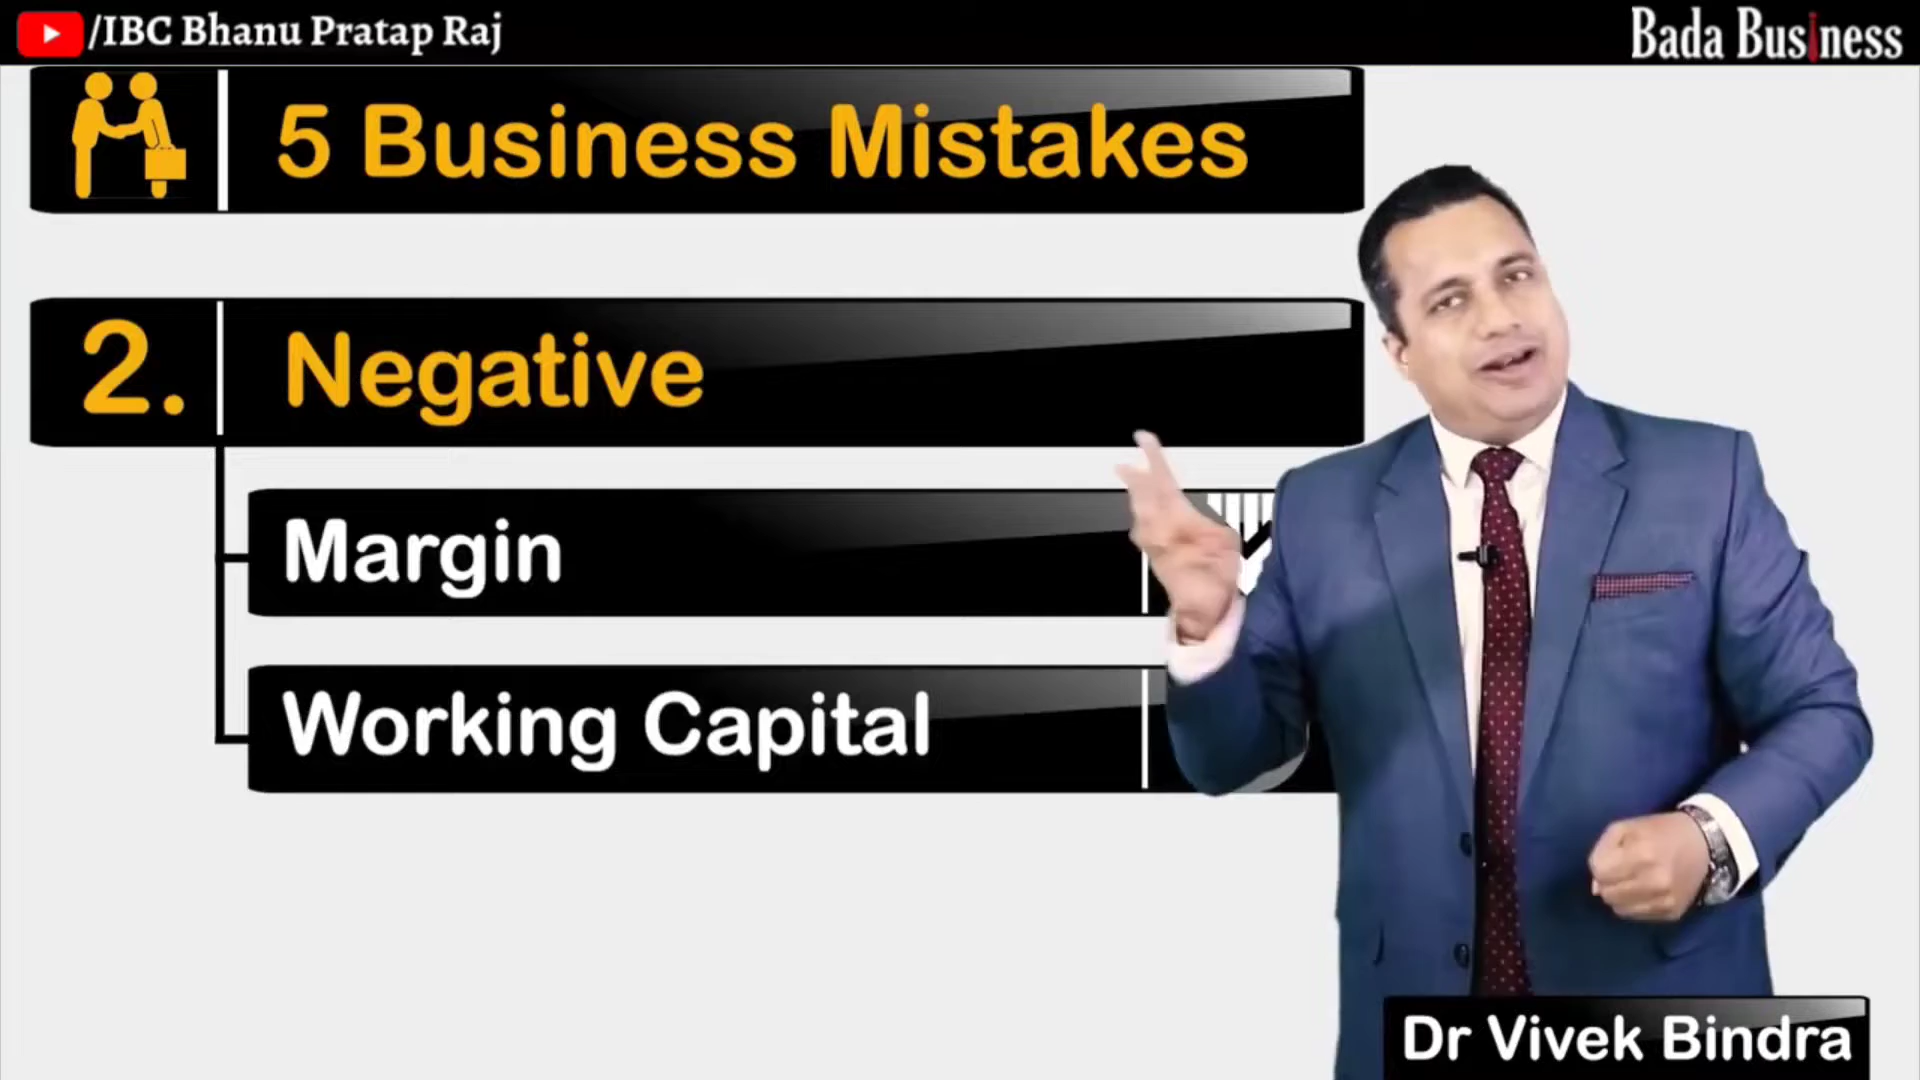 /IBC Bhanu Pratap Raj
Bada Business
5 Business Mistakes
2. Negative
Margin
Working Capital
Dr Vivek Bindra